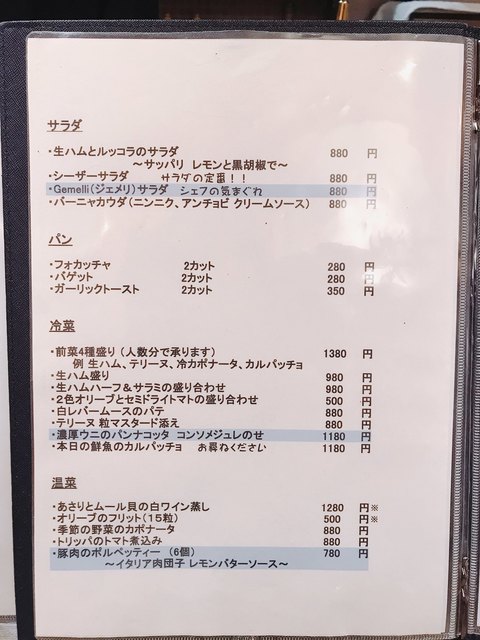 サラダ
・生ハムとルッコラのサラダ 880 円
～サッパリ レモンと黒胡椒で～
・シーザーサラダ サラダの定番！！ 880 円
・Gemelli（ジェメリ）サラダ シェフの気まぐれ 880 円
・バーニャカウダ（ニンニク、アンチョビ クリームソース） 880 円
パン
・フォカッチャ 2カット 280 円
・バゲット 2カット 280 円
・ガーリックトースト 2カット 350 円
冷菜
・前菜4種盛り（人数分で承ります） 1380 円
例 生ハム、テリーヌ、冷カポナータ、カルパッチョ
・生ハム盛り 980 円
・生ハムハーフ＆サラミの盛り合わせ 980 円
・2色オリーブとセミドライトマトの盛り合わせ 500 円
・白レバームースのパテ 880 円
・テリーヌ 粒マスタード添え 880 円
・濃厚ウニのパンナコッタ コンソメジュレのせ 1180 円
・本日の鮮魚のカルパッチョ お尋ねください 1180 円
温菜
・あさりとムール貝の白ワイン蒸し 1280 円※
・オリーブのフリット（15粒） 500 円※
・季節の野菜のカポナータ 880 円
・トリッパのトマト煮込み 880 円
・豚肉のポルペッティー （6個） 780 円
～イタリア肉団子 レモンバターソース～